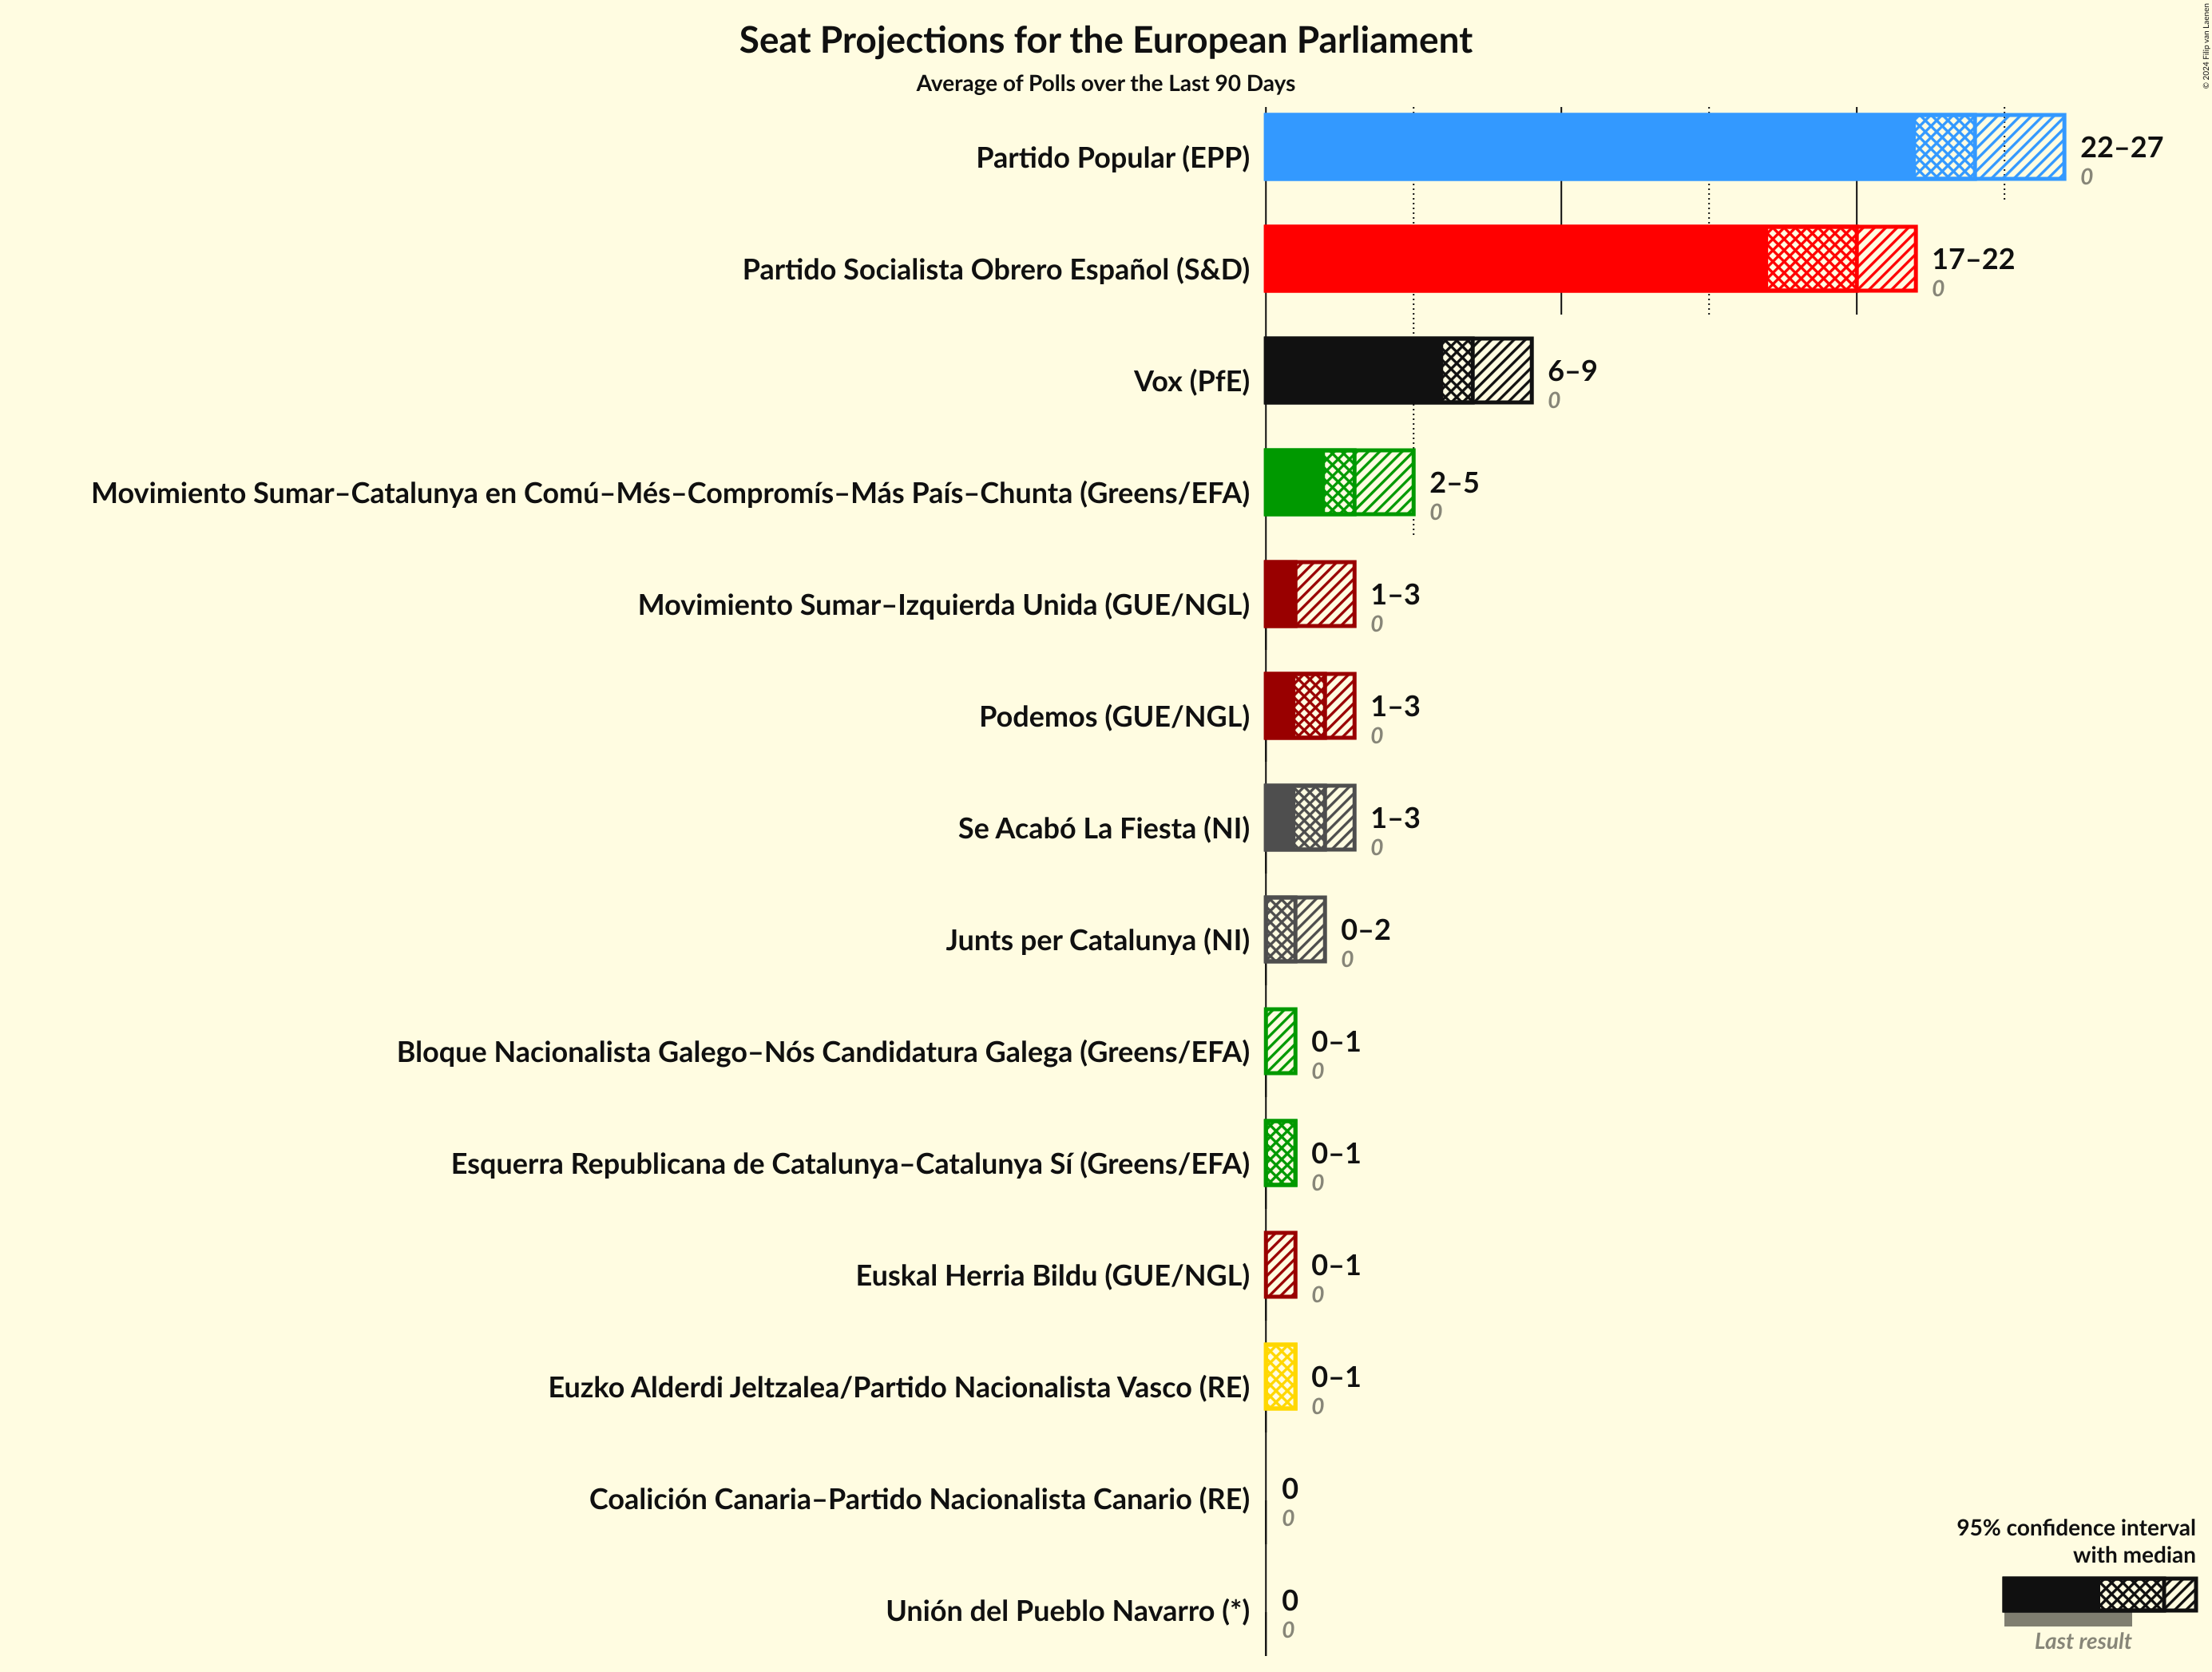 Seat Projections for the European Parliament
Average of Polls over the Last 90 Days
© 2024 Filip van Laenen
Partido Popular (EPP)
22–27
0
Partido Socialista Obrero Español (S&D)
17–22
0
Vox (PfE)
6–9
0
Movimiento Sumar–Catalunya en Comú–Més–Compromís–Más País–Chunta (Greens/EFA)
2–5
0
Movimiento Sumar–Izquierda Unida (GUE/NGL)
1–3
0
Podemos (GUE/NGL)
1–3
0
Se Acabó La Fiesta (NI)
1–3
0
Junts per Catalunya (NI)
0–2
0
Bloque Nacionalista Galego–Nós Candidatura Galega (Greens/EFA)
0–1
0
Esquerra Republicana de Catalunya–Catalunya Sí (Greens/EFA)
0–1
0
Euskal Herria Bildu (GUE/NGL)
0–1
0
Euzko Alderdi Jeltzalea/Partido Nacionalista Vasco (RE)
0–1
0
Coalición Canaria–Partido Nacionalista Canario (RE)
0
0
Unión del Pueblo Navarro (*)
0
0
95% confidence interval
with median
Last result